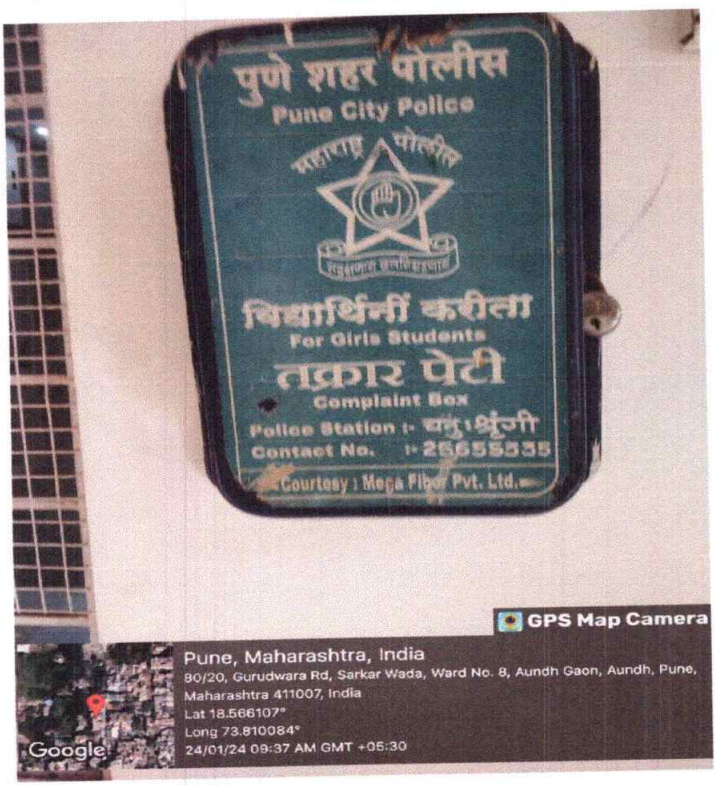 पुणे शहर पोलीस
Pune City Police
महाराष्ट्र पोलीस
सद्रक्षणाय खलनिग्रहणाय
विद्यार्थिनीं करीता
For Girls Students
तक्रार पेटी
Complaint Box
Police Station :- चतु:श्रृंगी
Contact No. :- 25655335
Courtesy : Mega Fibor Pvt. Ltd.
GPS Map Camera
Pune, Maharashtra, India
80/20, Gurudwara Rd, Sarkar Wada, Ward No. 8, Aundh Gaon, Aundh, Pune,
Maharashtra 411007, India
Lat 18.566107°
Long 73.810084°
24/01/24 09:37 AM GMT +05:30
Google